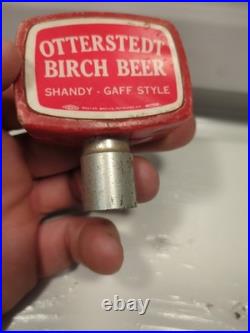 OTTERSTEDT
BIRCH BEER
SHANDY - GAFF STYLE